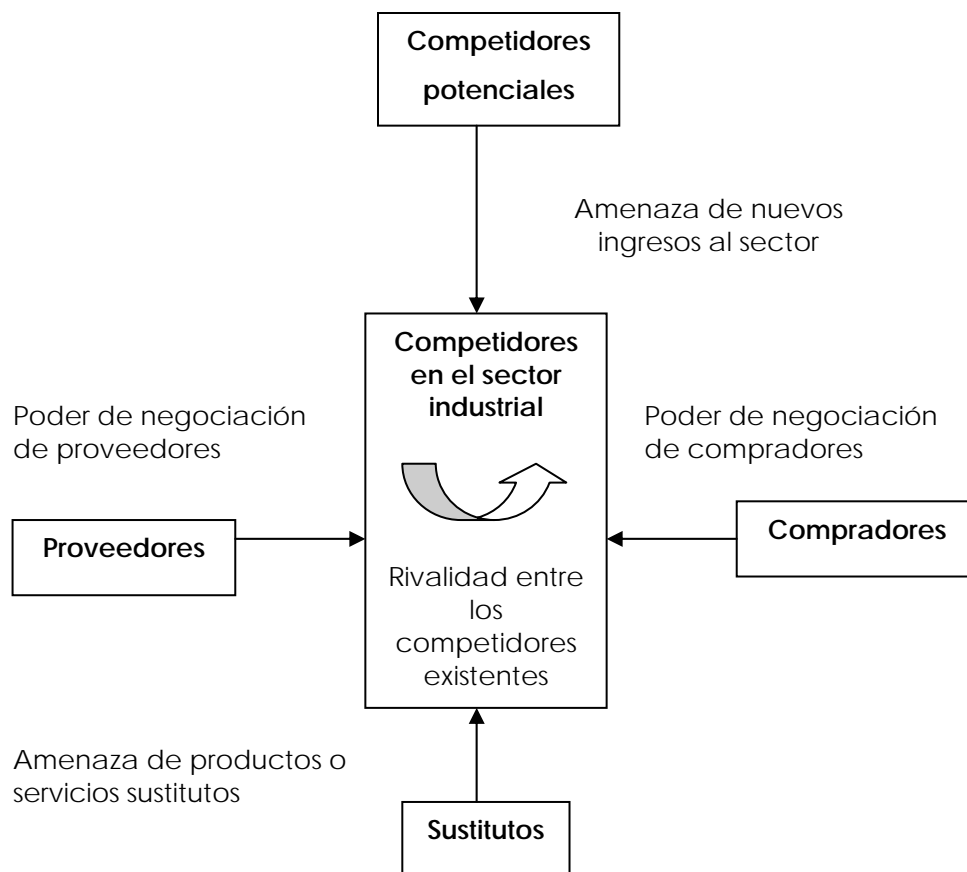 Competidores
potenciales
Amenaza de nuevos
ingresos al sector
Competidores
en el sector
industrial
Poder de negociación
de proveedores
Poder de negociación
de compradores
Proveedores
Compradores
Rivalidad entre
los
competidores
existentes
Amenaza de productos o
servicios sustitutos
Sustitutos